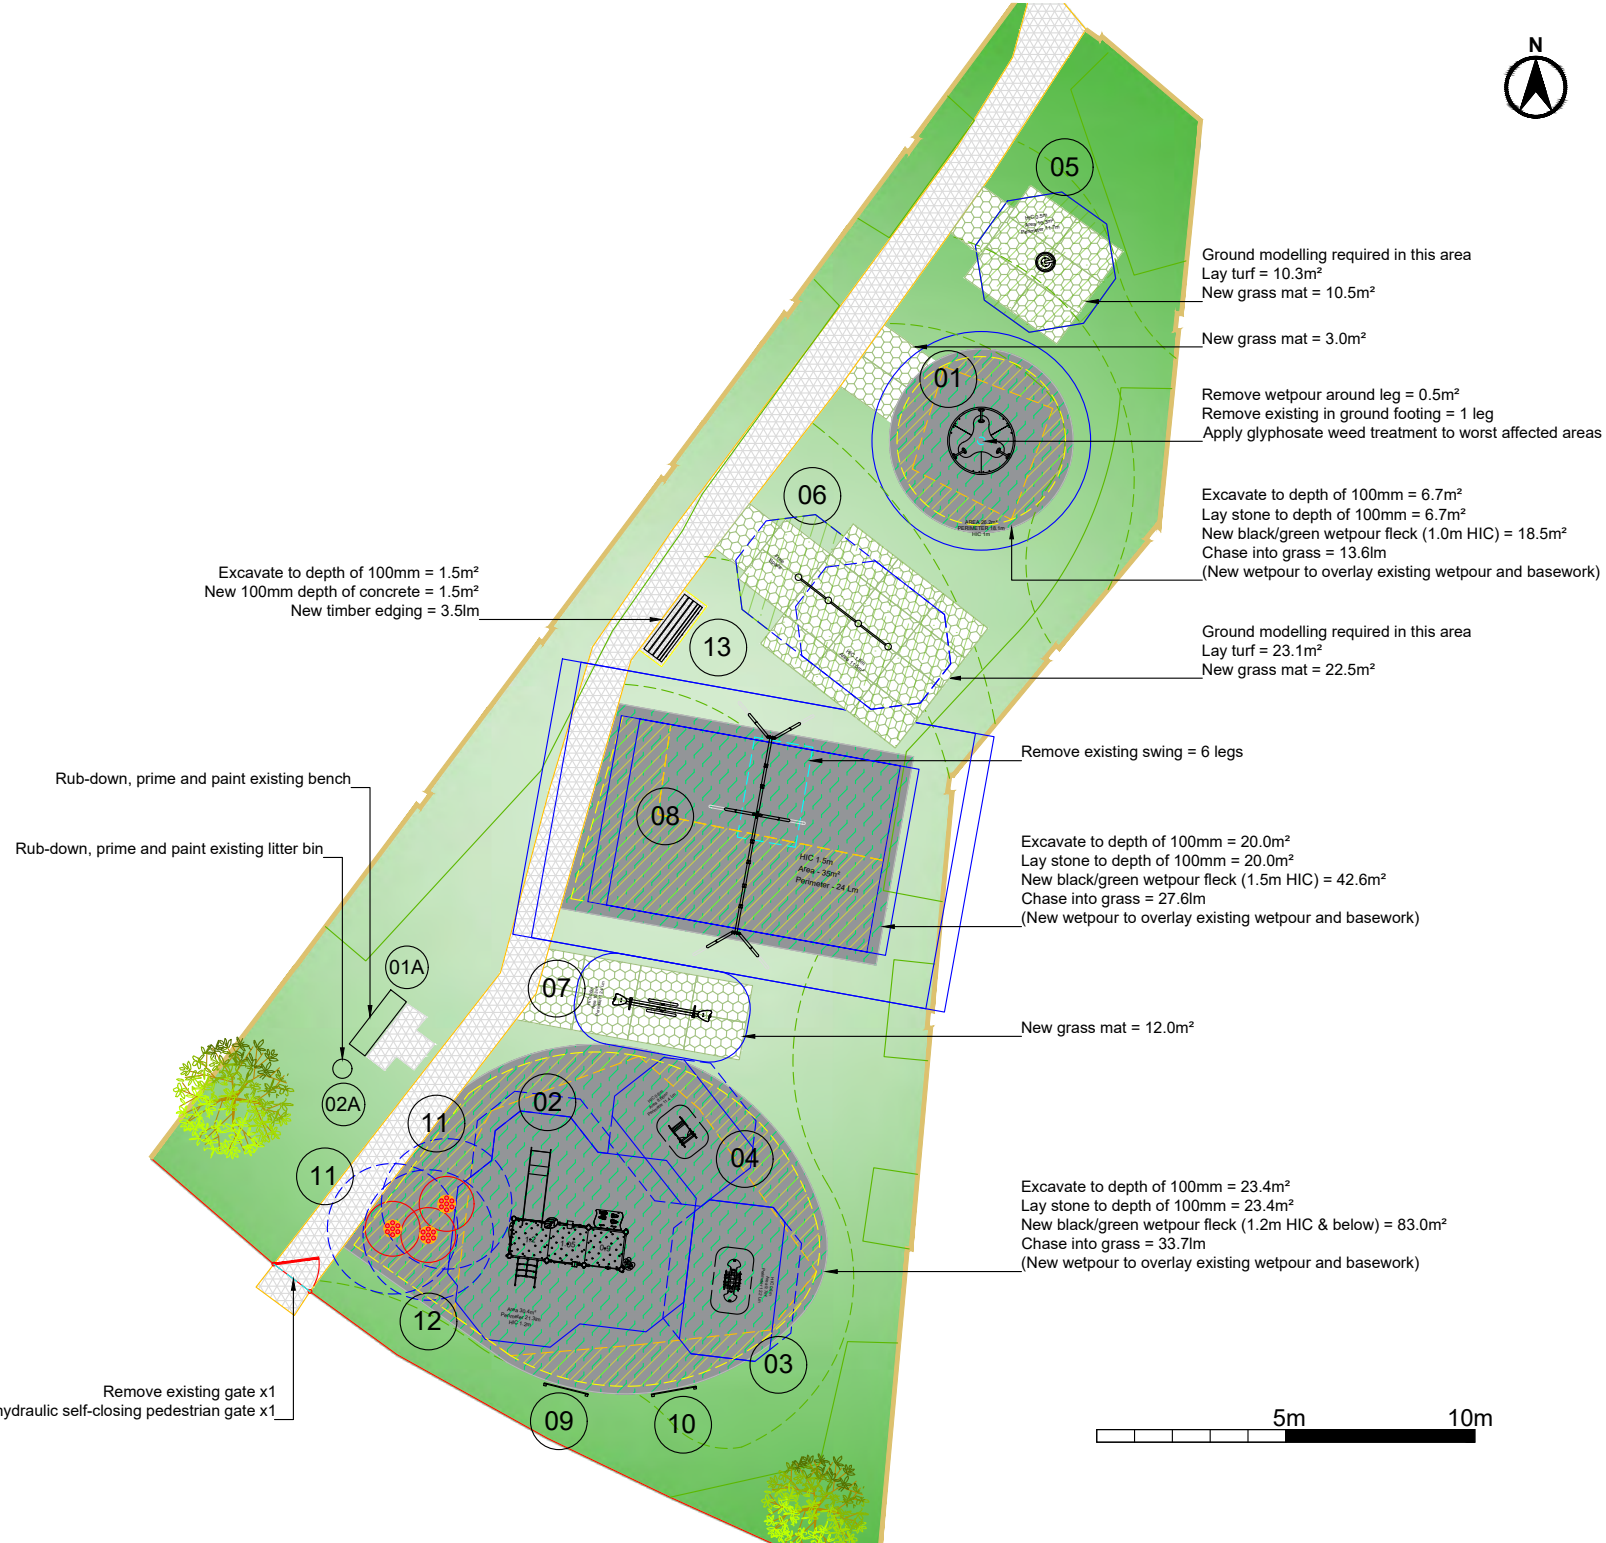 N
05
Ground modelling required in this area
Lay turf = 10.3m²
New grass mat = 10.5m²
New grass mat = 3.0m²
01
Remove wetpour around leg = 0.5m²
Remove existing in ground footing = 1 leg
Apply glyphosate weed treatment to worst affected areas
06
Excavate to depth of 100mm = 6.7m²
Lay stone to depth of 100mm = 6.7m²
New black/green wetpour fleck (1.0m HIC) = 18.5m²
Chase into grass = 13.6lm
(New wetpour to overlay existing wetpour and basework)
HIC 1m
Excavate to depth of 100mm = 1.5m²
New 100mm depth of concrete = 1.5m²
New timber edging = 3.5lm
13
Ground modelling required in this area
Lay turf = 23.1m²
New grass mat = 22.5m²
Remove existing swing = 6 legs
Rub-down, prime and paint existing bench
08
Rub-down, prime and paint existing litter bin
HIC 1.5m
Area - 35m²
Perimeter - 24 Lm
Excavate to depth of 100mm = 20.0m²
Lay stone to depth of 100mm = 20.0m²
New black/green wetpour fleck (1.5m HIC) = 42.6m²
Chase into grass = 27.6lm
(New wetpour to overlay existing wetpour and basework)
01A
07
New grass mat = 12.0m²
02A
02
11
04
11
Excavate to depth of 100mm = 23.4m²
Lay stone to depth of 100mm = 23.4m²
New black/green wetpour fleck (1.2m HIC & below) = 83.0m²
Chase into grass = 33.7lm
(New wetpour to overlay existing wetpour and basework)
12
03
Remove existing gate x1
hydraulic self-closing pedestrian gate x1
09
10
5m
10m